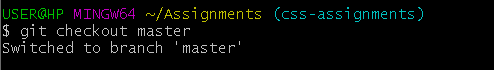 USER@HP MINGW64 ~/Assignments (css-assignments)
$ git checkout master
Switched to branch 'master'